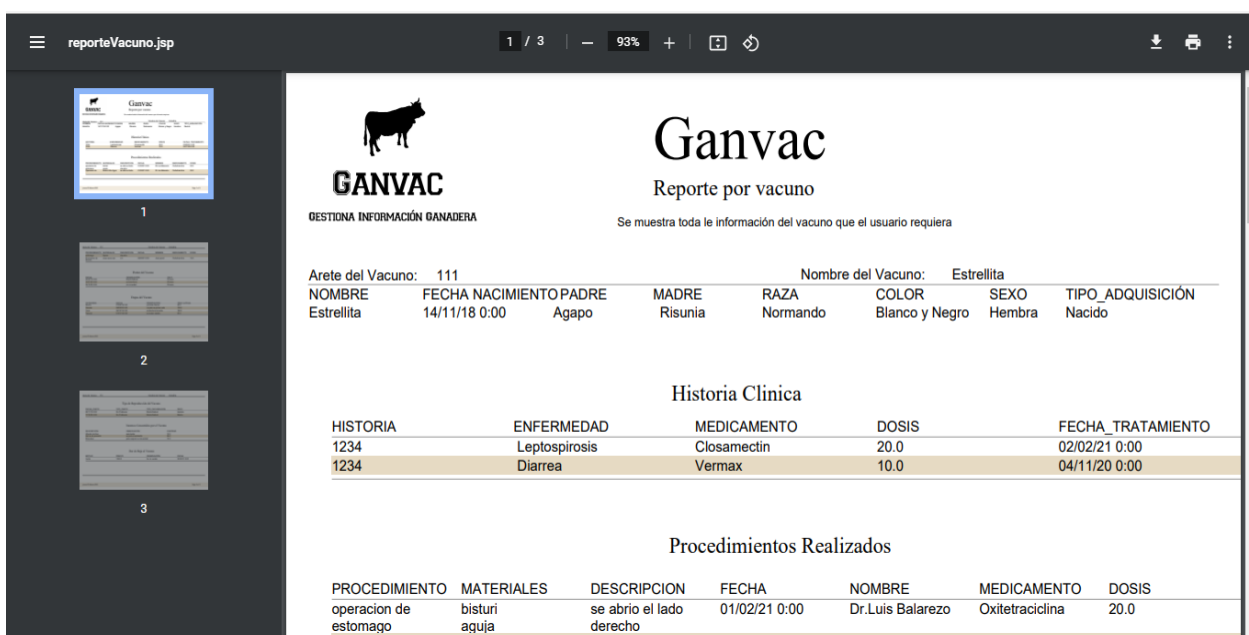 reporteVacuno.jsp 1 / 3 93%
1
2
3
GANVAC
GESTIONA INFORMACIÓN GANADERA
Ganvac
Reporte por vacuno
Se muestra toda le información del vacuno que el usuario requiera
Arete del Vacuno: 111 Nombre del Vacuno: Estrellita
NOMBRE FECHA NACIMIENTO PADRE MADRE RAZA COLOR SEXO TIPO_ADQUISICIÓN
Estrellita 14/11/18 0:00 Agapo Risunia Normando Blanco y Negro Hembra Nacido
Historia Clinica
HISTORIA ENFERMEDAD MEDICAMENTO DOSIS FECHA_TRATAMIENTO
1234 Leptospirosis Closamectin 20.0 02/02/21 0:00
1234 Diarrea Vermax 10.0 04/11/20 0:00
Procedimientos Realizados
PROCEDIMIENTO MATERIALES DESCRIPCION FECHA NOMBRE MEDICAMENTO DOSIS
operacion de bisturi se abrio el lado 01/02/21 0:00 Dr.Luis Balarezo Oxitetraciclina 20.0
estomago aguja derecho